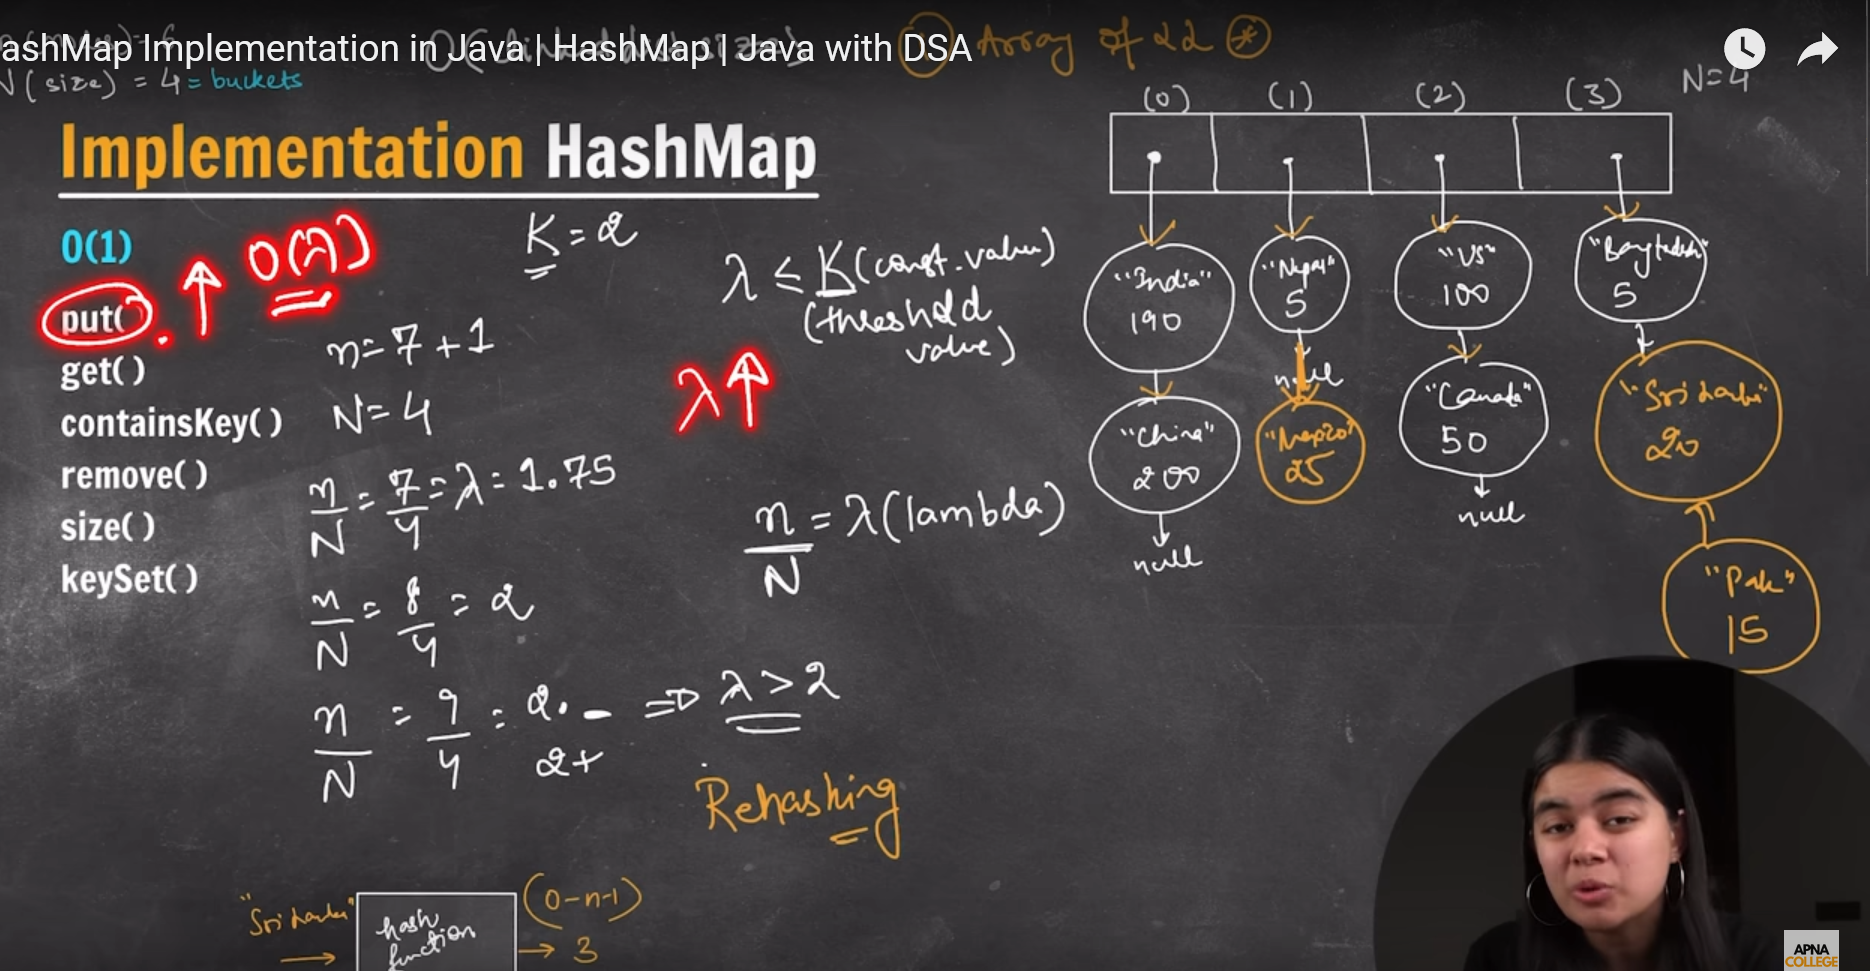 ashMap Implementation in Java | HashMap | Java with DSA
Array of LL
N(size) = 4 = buckets
N=4
(0) (1) (2) (3)
Implementation HashMap
O(1)
O(λ)
put(
get()
containsKey()
remove()
size()
keySet()
K = 2
λ ≤ K (const. value)
(threshold
value)
λ↑
n = 7 + 1
N = 4
n/N = 7/4 = λ = 1.75
n/N = 8/4 = 2
n/N = 9/4 = 2. _ => λ > 2
2+
n/N = λ (lambda)
Rehashing
"India"
190
"China"
200
null
"Nepal"
5
null
25
"US"
100
"Canada"
50
null
"Bangladesh"
5
"Sri Lanka"
20
"Pak"
15
"Sri Lanka"
hash
function
(0-n-1)
3
APNA
COLLEGE